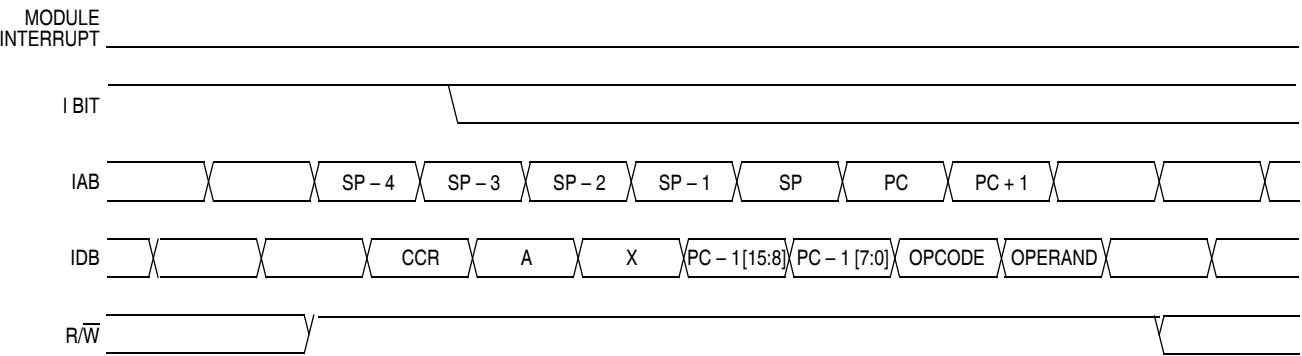 MODULE
INTERRUPT
I BIT
IAB SP – 4 SP – 3 SP – 2 SP – 1 SP PC PC + 1
IDB CCR A X PC – 1 [15:8] PC – 1 [7:0] OPCODE OPERAND
R/W̅